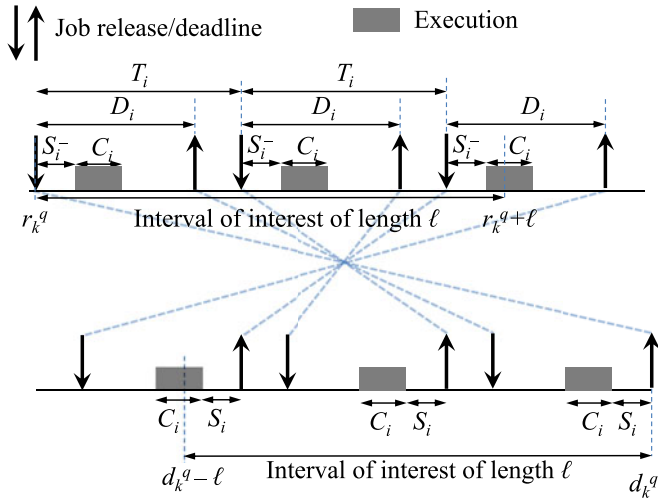 Job release/deadline
Execution
T_i T_i
D_i D_i D_i
S_i^- C_i S_i^- C_i S_i^- C_i
r_k^q Interval of interest of length ℓ r_k^q+ℓ
C_i S_i C_i S_i C_i S_i
d_k^q − ℓ Interval of interest of length ℓ d_k^q